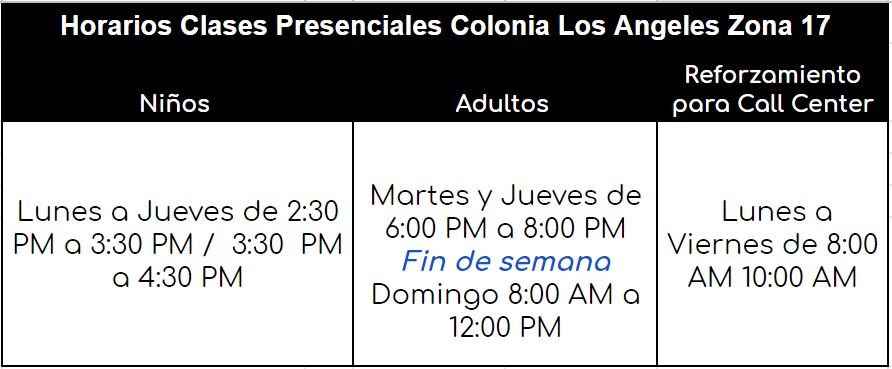 Horarios Clases Presenciales Colonia Los Angeles Zona 17
Niños
Adultos
Reforzamiento
para Call Center
Lunes a Jueves de 2:30
PM a 3:30 PM / 3:30 PM
a 4:30 PM
Martes y Jueves de
6:00 PM a 8:00 PM
Fin de semana
Domingo 8:00 AM a
12:00 PM
Lunes a
Viernes de 8:00
AM 10:00 AM